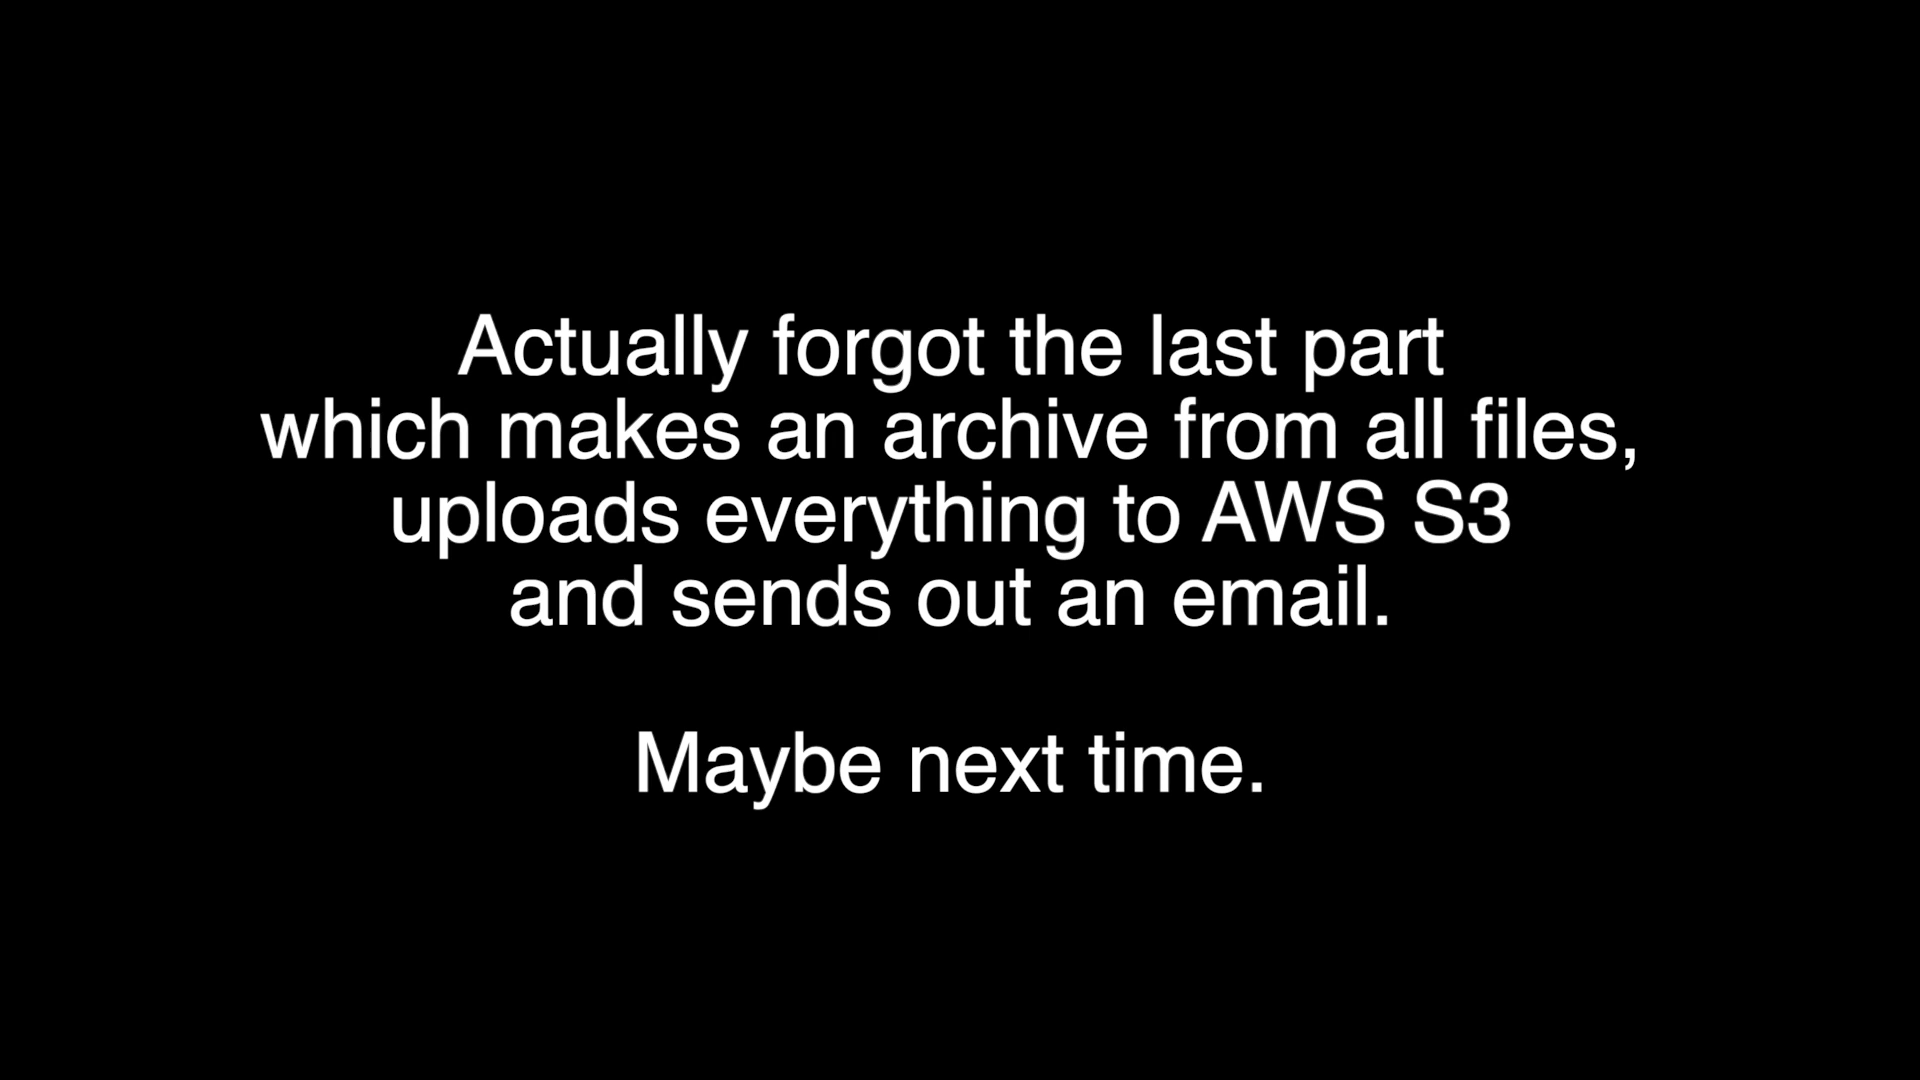 Actually forgot the last part
which makes an archive from all files,
uploads everything to AWS S3
and sends out an email.
Maybe next time.